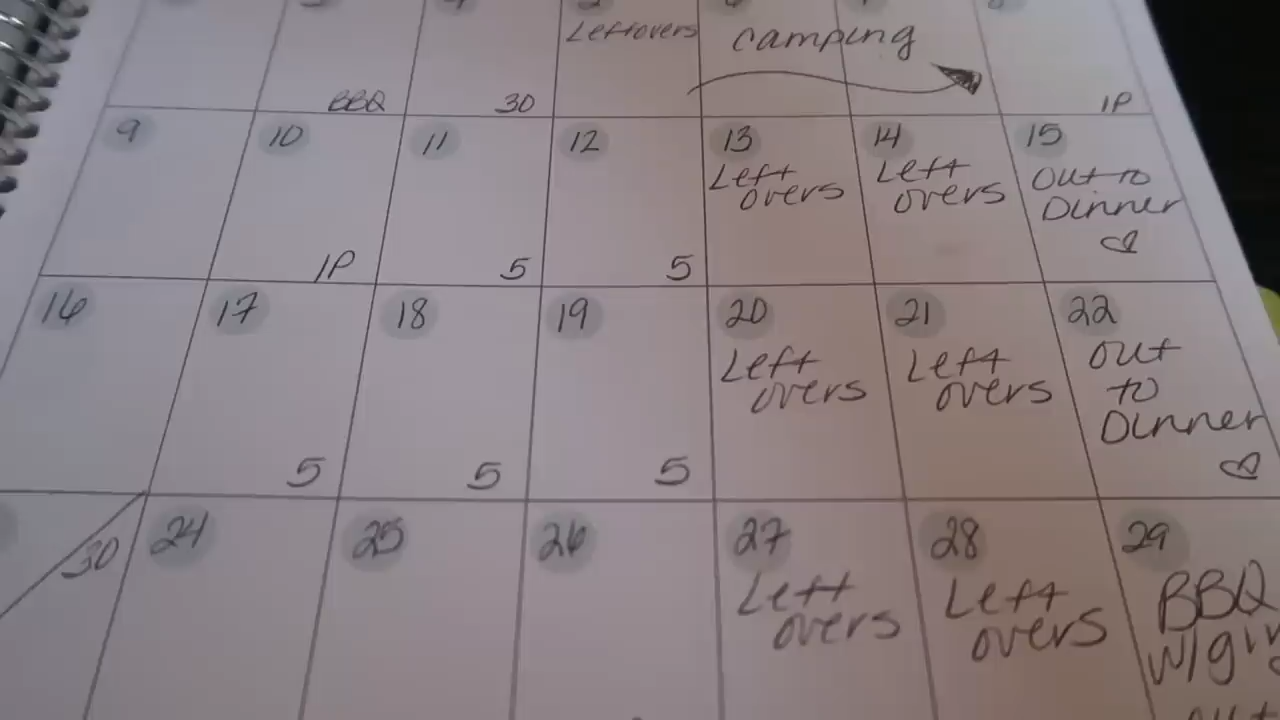 Leftovers
camping
BBQ
30
1P
9
10
11
12
13
14
15
Left
overs
Left
overs
Out to
Dinner
1P
5
5
16
17
18
19
20
21
22
Left
overs
Left
overs
Out
to
Dinner
5
5
5
30
24
25
26
27
28
29
Left
overs
Left
overs
BBQ